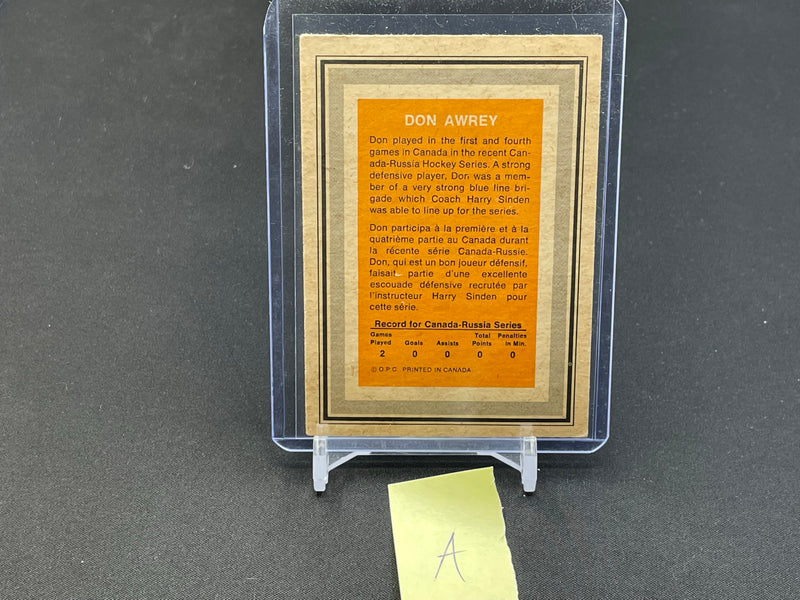 DON AWREY
Don played in the first and fourth
games in Canada in the recent Can-
ada-Russia Hockey Series. A strong
defensive player, Don was a mem-
ber of a very strong blue line bri-
gade which Coach Harry Sinden
was able to line up for the series.
Don participa à la première et à la
quatrième partie au Canada durant
la récente série Canada-Russie.
Don, qui est un bon joueur défensif,
faisait partie d'une excellente
escouade défensive recrutée par
l'instructeur Harry Sinden pour
cette série.
Record for Canada-Russia Series
Games Played Goals Assists Total Points Penalties in Min.
2 0 0 0 0
© O.P.C. PRINTED IN CANADA
A